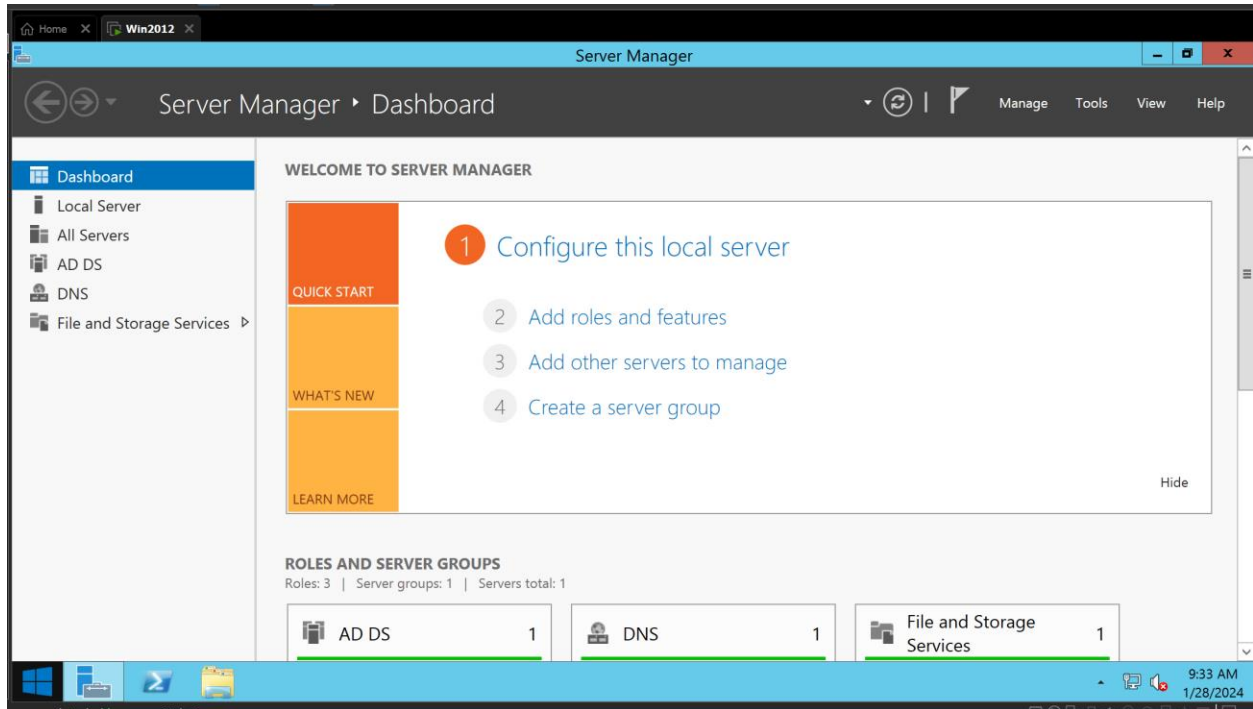 Home
Win2012
Server Manager
Server Manager • Dashboard
Manage Tools View Help
Dashboard
Local Server
All Servers
AD DS
DNS
File and Storage Services
WELCOME TO SERVER MANAGER
QUICK START
WHAT'S NEW
LEARN MORE
1 Configure this local server
2 Add roles and features
3 Add other servers to manage
4 Create a server group
Hide
ROLES AND SERVER GROUPS
Roles: 3 | Server groups: 1 | Servers total: 1
AD DS 1
DNS 1
File and Storage
Services 1
9:33 AM
1/28/2024